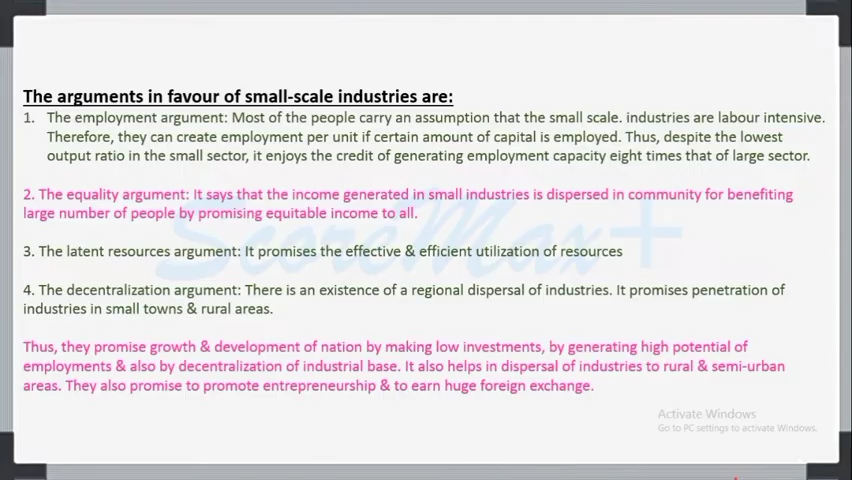 The arguments in favour of small-scale industries are:
1. The employment argument: Most of the people carry an assumption that the small scale. industries are labour intensive.
Therefore, they can create employment per unit if certain amount of capital is employed. Thus, despite the lowest
output ratio in the small sector, it enjoys the credit of generating employment capacity eight times that of large sector.
2. The equality argument: It says that the income generated in small industries is dispersed in community for benefiting
large number of people by promising equitable income to all.
ScoreMax+
3. The latent resources argument: It promises the effective & efficient utilization of resources
4. The decentralization argument: There is an existence of a regional dispersal of industries. It promises penetration of
industries in small towns & rural areas.
Thus, they promise growth & development of nation by making low investments, by generating high potential of
employments & also by decentralization of industrial base. It also helps in dispersal of industries to rural & semi-urban
areas. They also promise to promote entrepreneurship & to earn huge foreign exchange.
Activate Windows
Go to PC settings to activate Windows.